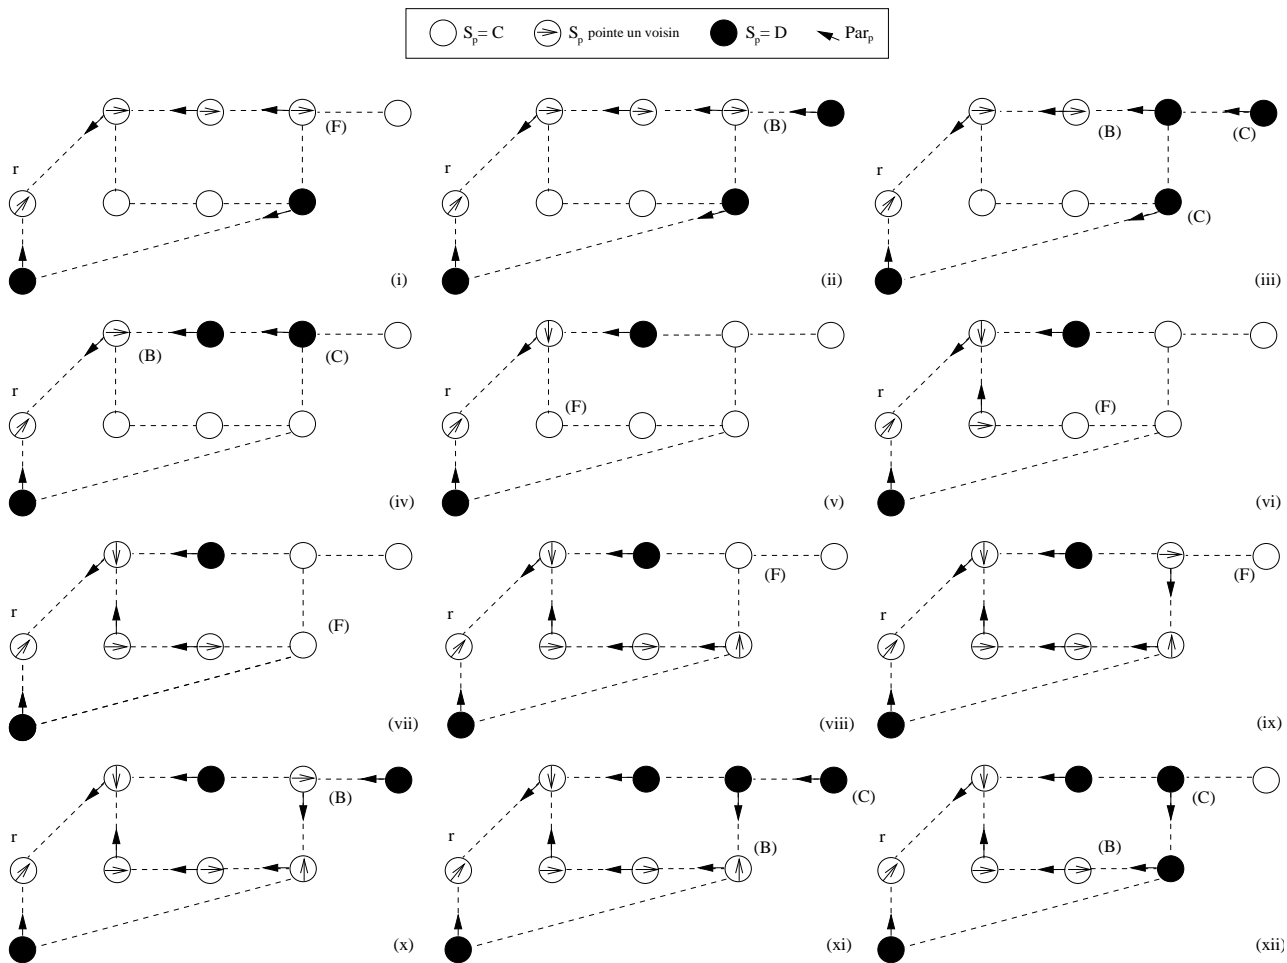 S_p= C S_p pointe un voisin S_p= D Par_p
(F)
r
(i)
(B)
r
(ii)
(B) (C)
r
(C)
(iii)
(B) (C)
r
(iv)
r
(F)
(v)
r
(F)
(vi)
r
(F)
(vii)
(F)
r
(viii)
(F)
r
(ix)
(B)
r
(x)
(C)
r
(B)
(xi)
(C)
r
(B)
(xii)